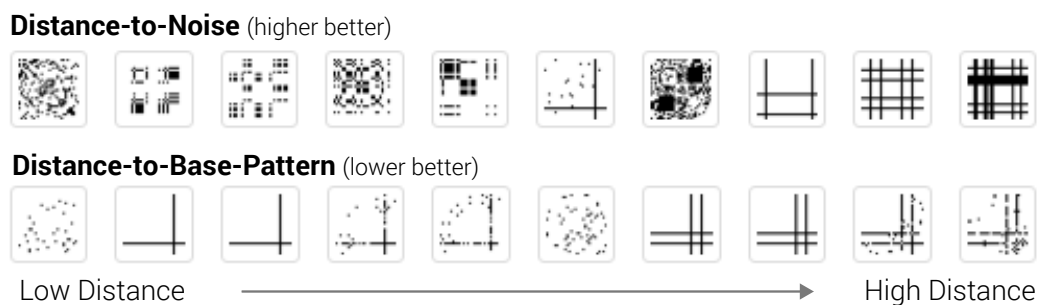 Distance-to-Noise (higher better)
Distance-to-Base-Pattern (lower better)
Low Distance High Distance